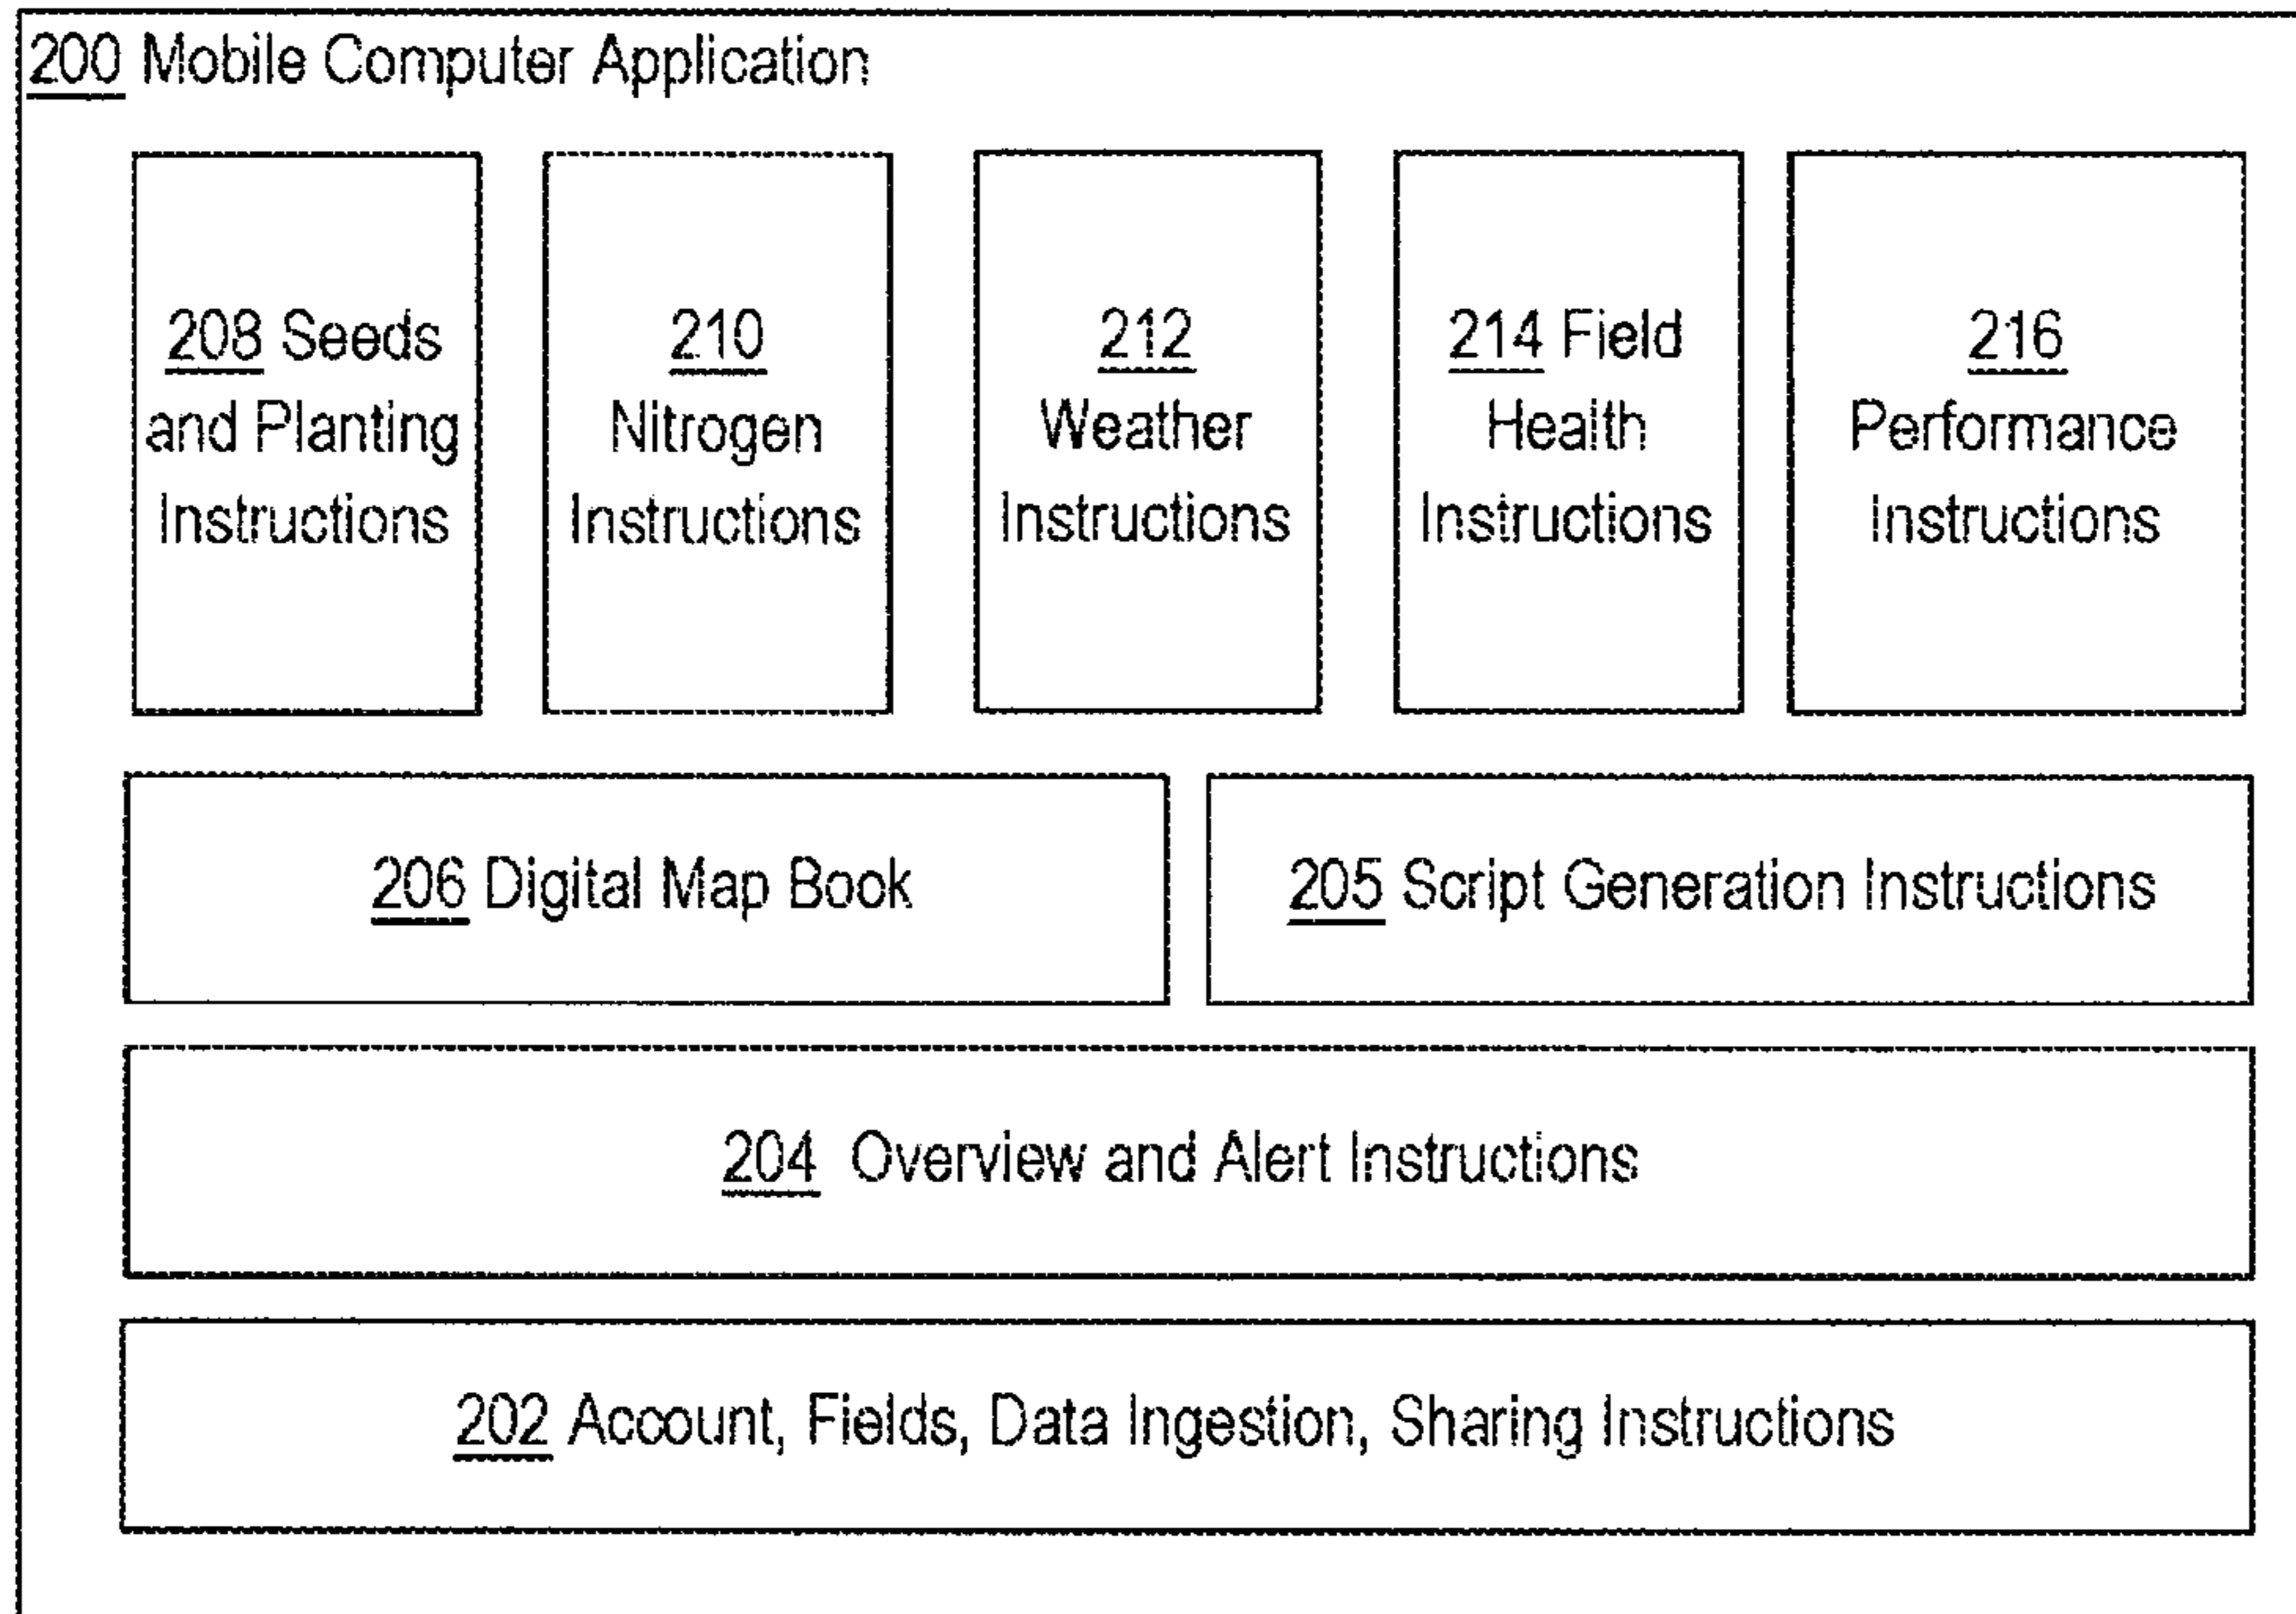 200 Mobile Computer Application
208 Seeds
and Planting
Instructions
210
Nitrogen
Instructions
212
Weather
Instructions
214 Field
Health
Instructions
216
Performance
Instructions
206 Digital Map Book
205 Script Generation Instructions
204 Overview and Alert Instructions
202 Account, Fields, Data Ingestion, Sharing Instructions